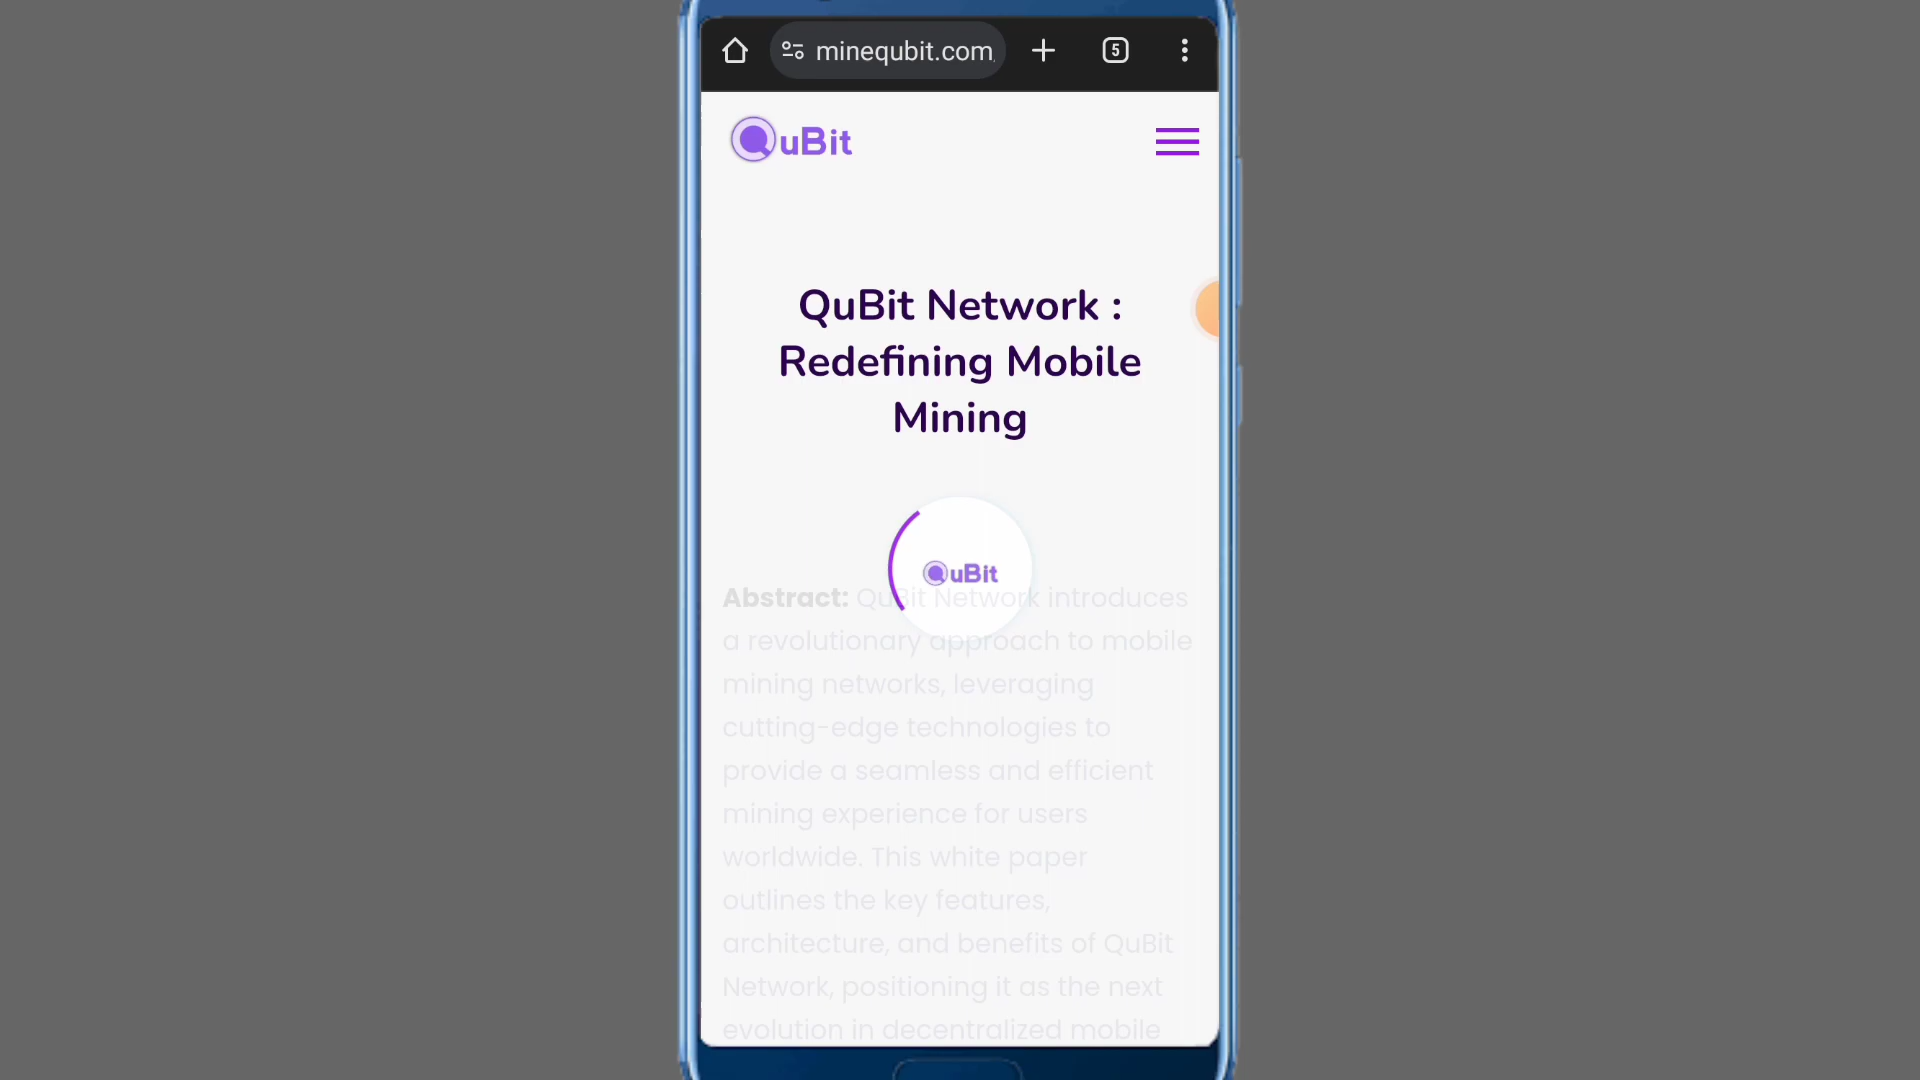 minequbit.com
5
QuBit
QuBit Network :
Redefining Mobile
Mining
QuBit
Abstract: QuBit Network introduces
a revolutionary approach to mobile
mining networks, leveraging
cutting-edge technologies to
provide a seamless and efficient
mining experience for users
worldwide. This white paper
outlines the key features,
architecture, and benefits of QuBit
Network, positioning it as the next
evolution in decentralized mobile